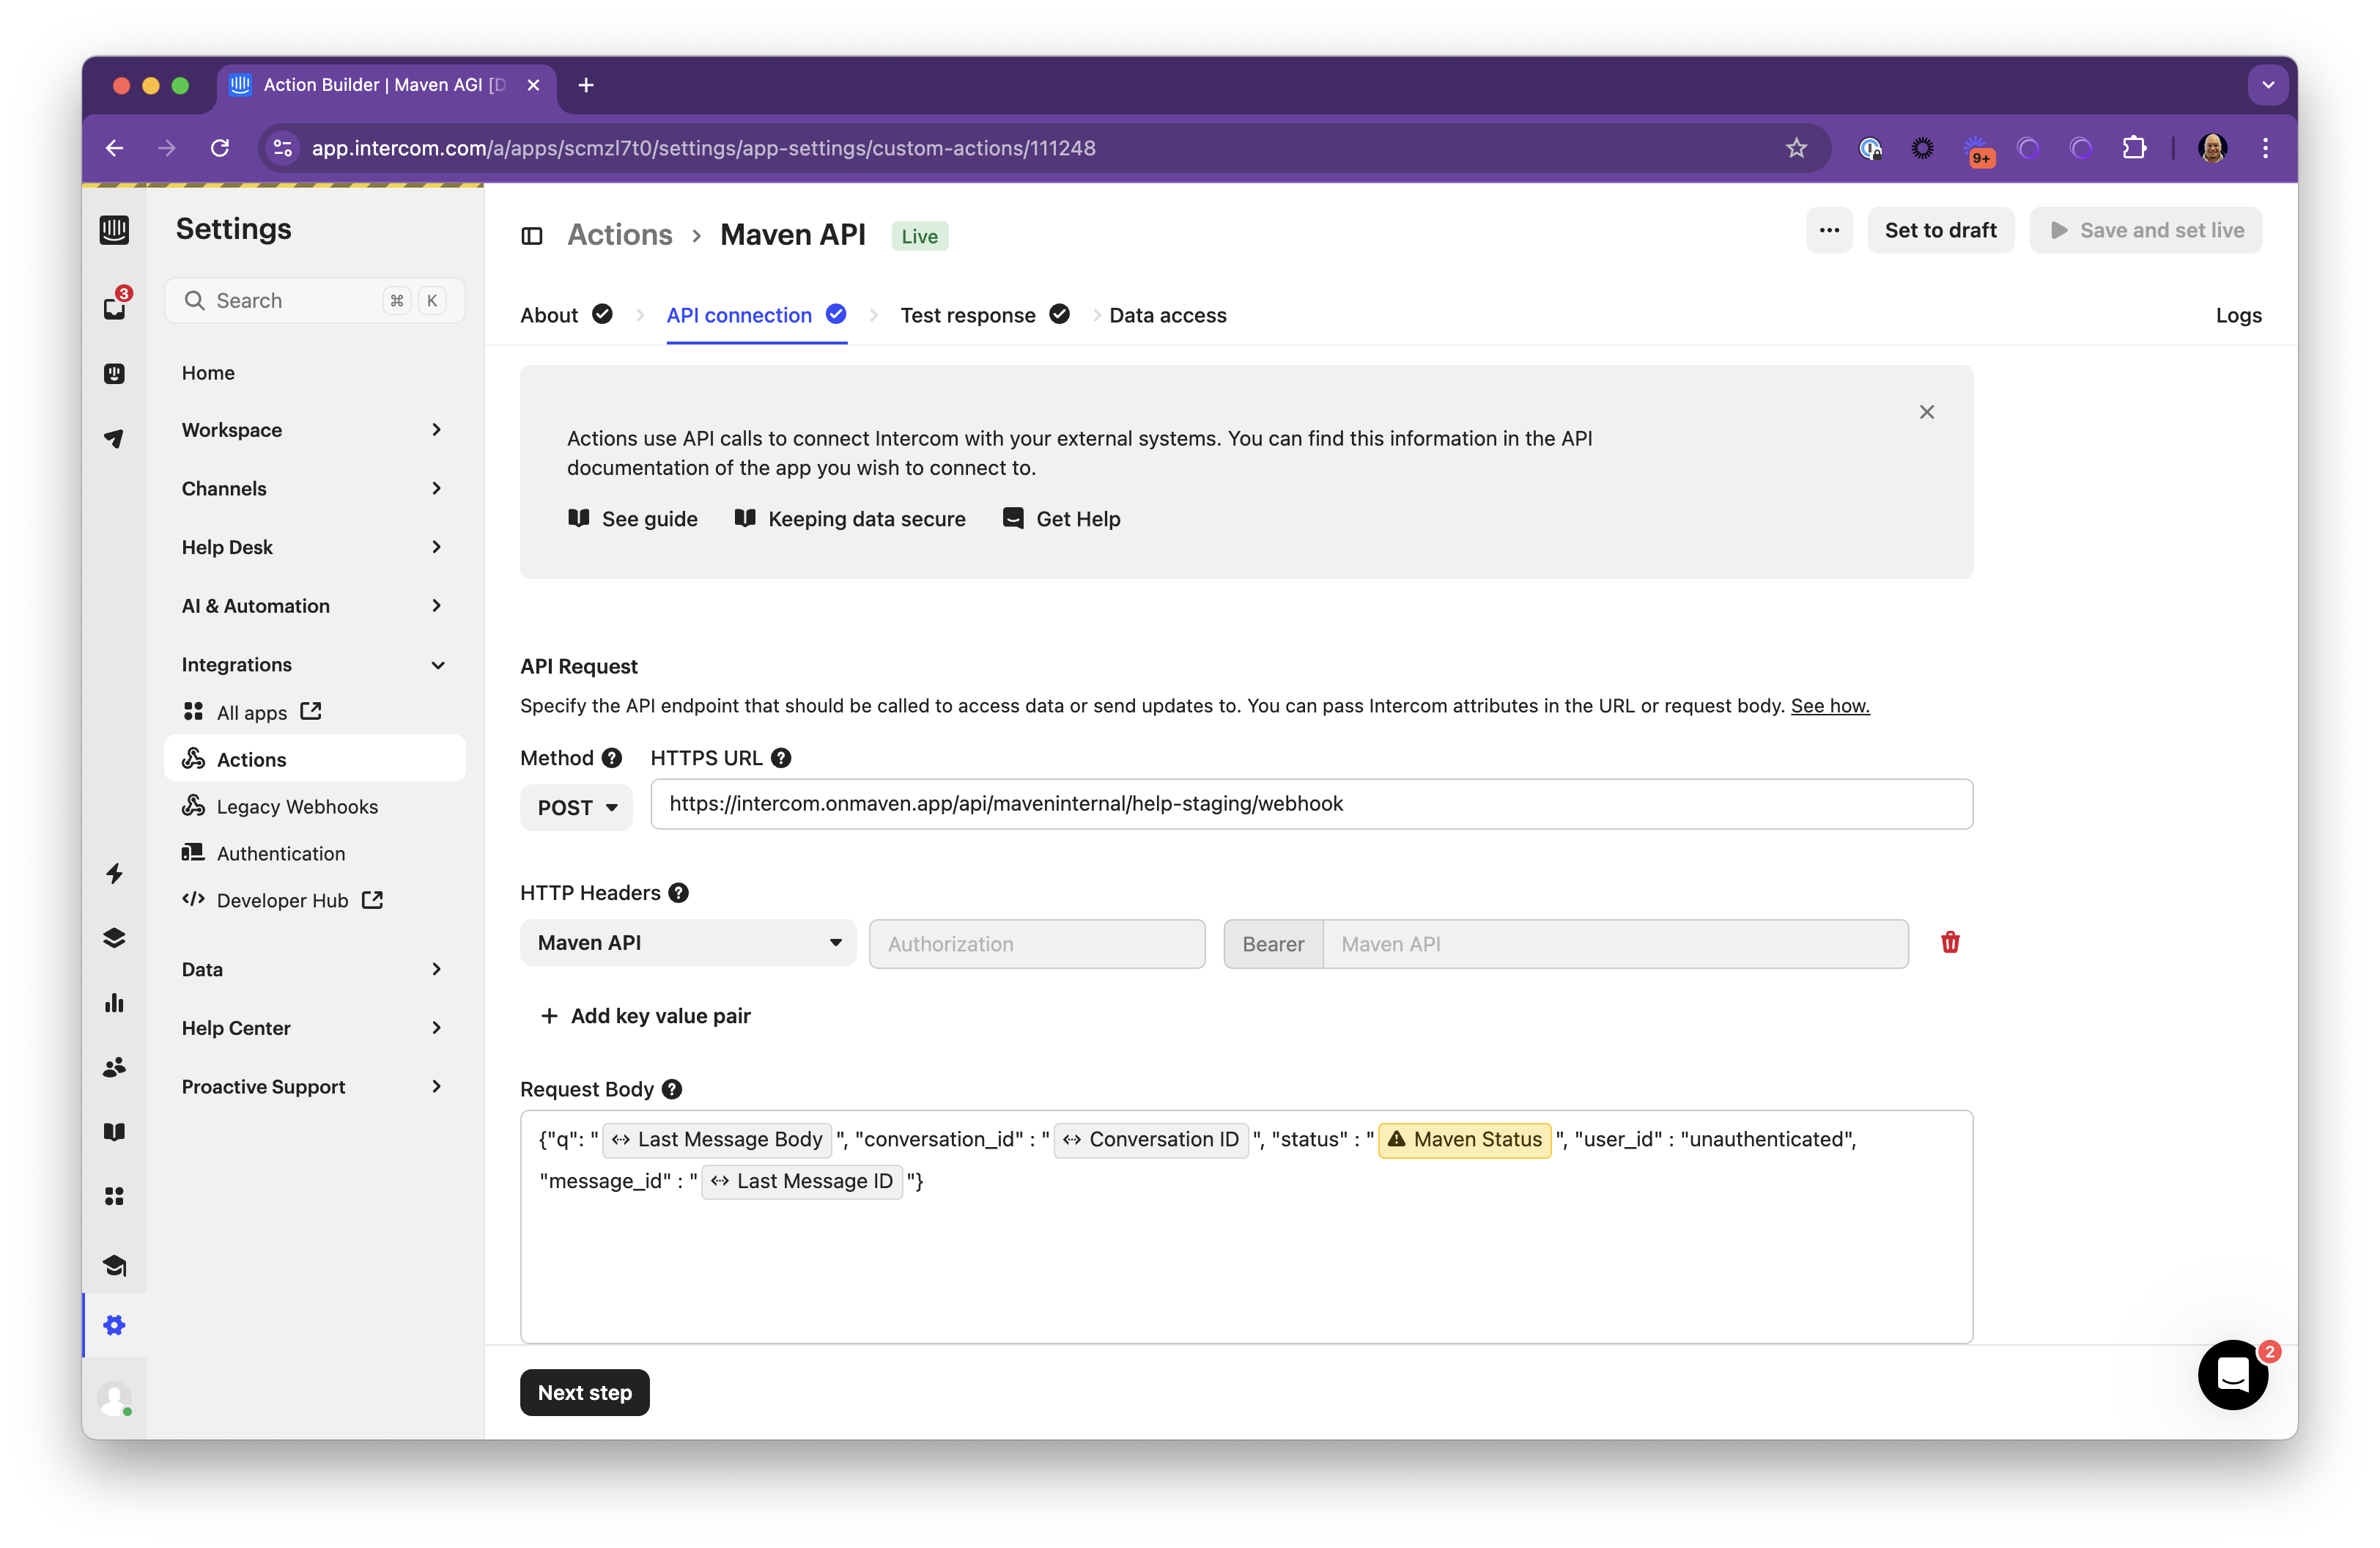 Action Builder | Maven AGI [D
app.intercom.com/a/apps/scmzl7t0/settings/app-settings/custom-actions/111248
9+
Settings
3
Search
⌘ K
Home
Workspace
Channels
Help Desk
AI & Automation
Integrations
All apps
Actions
Legacy Webhooks
Authentication
</> Developer Hub
Data
Help Center
Proactive Support
Actions > Maven API Live
... Set to draft Save and set live
About API connection Test response Data access Logs
Actions use API calls to connect Intercom with your external systems. You can find this information in the API
documentation of the app you wish to connect to.
See guide Keeping data secure Get Help
API Request
Specify the API endpoint that should be called to access data or send updates to. You can pass Intercom attributes in the URL or request body. See how.
Method ? HTTPS URL ?
POST https://intercom.onmaven.app/api/maveninternal/help-staging/webhook
HTTP Headers ?
Maven API Authorization Bearer Maven API
+ Add key value pair
Request Body ?
{"q": " Last Message Body ", "conversation_id" : " Conversation ID ", "status" : " Maven Status ", "user_id" : "unauthenticated",
"message_id" : " Last Message ID "}
Next step
2